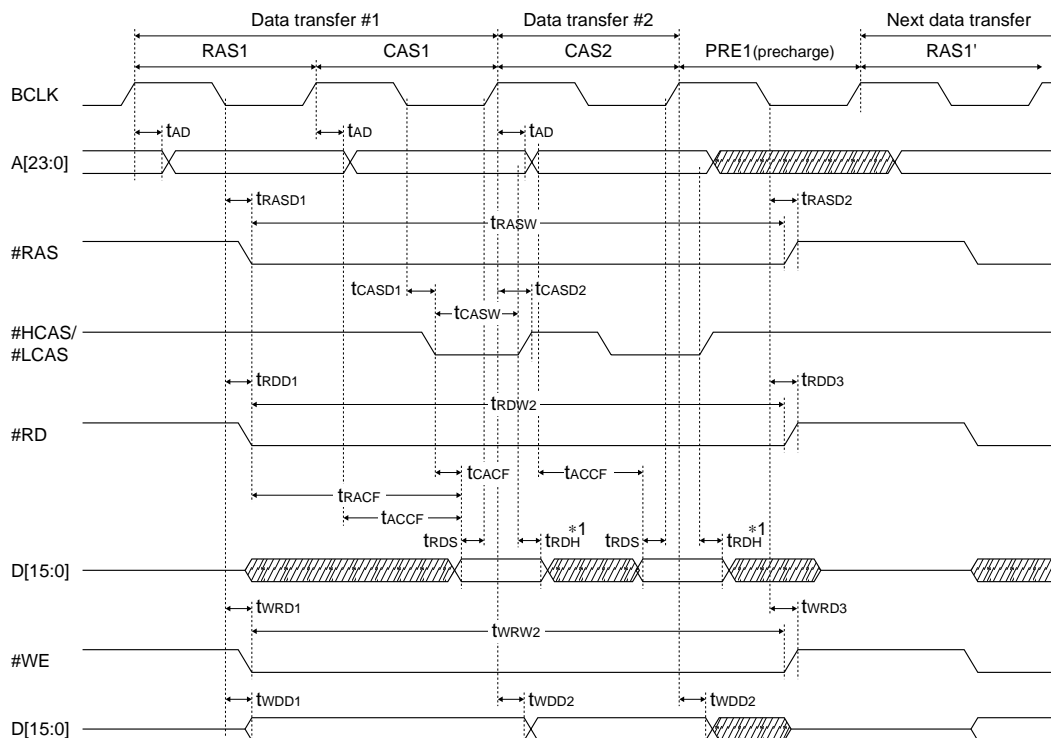 Data transfer #1 Data transfer #2 Next data transfer
RAS1 CAS1 CAS2 PRE1(precharge) RAS1'
BCLK
tAD tAD tAD
A[23:0]
tRASD1 tRASD2
tRASW
#RAS
tCASD1 tCASD2
tCASW
#HCAS/
#LCAS
tRDD1 tRDD3
tRDW2
#RD
tCACF tACCF
tRACF
tACCF
tRDS tRDH*1 tRDS tRDH*1
D[15:0]
tWRD1 tWRD3
tWRW2
#WE
tWDD1 tWDD2 tWDD2
D[15:0]